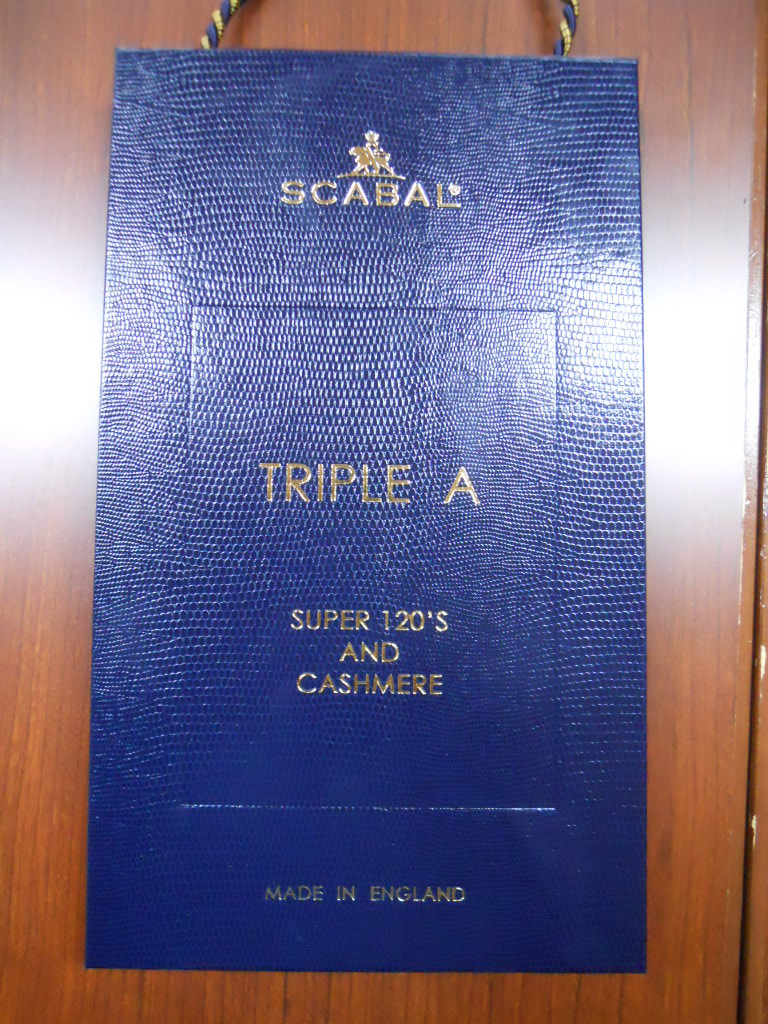 SCABAL®
TRIPLE A
SUPER 120'S
AND
CASHMERE
MADE IN ENGLAND